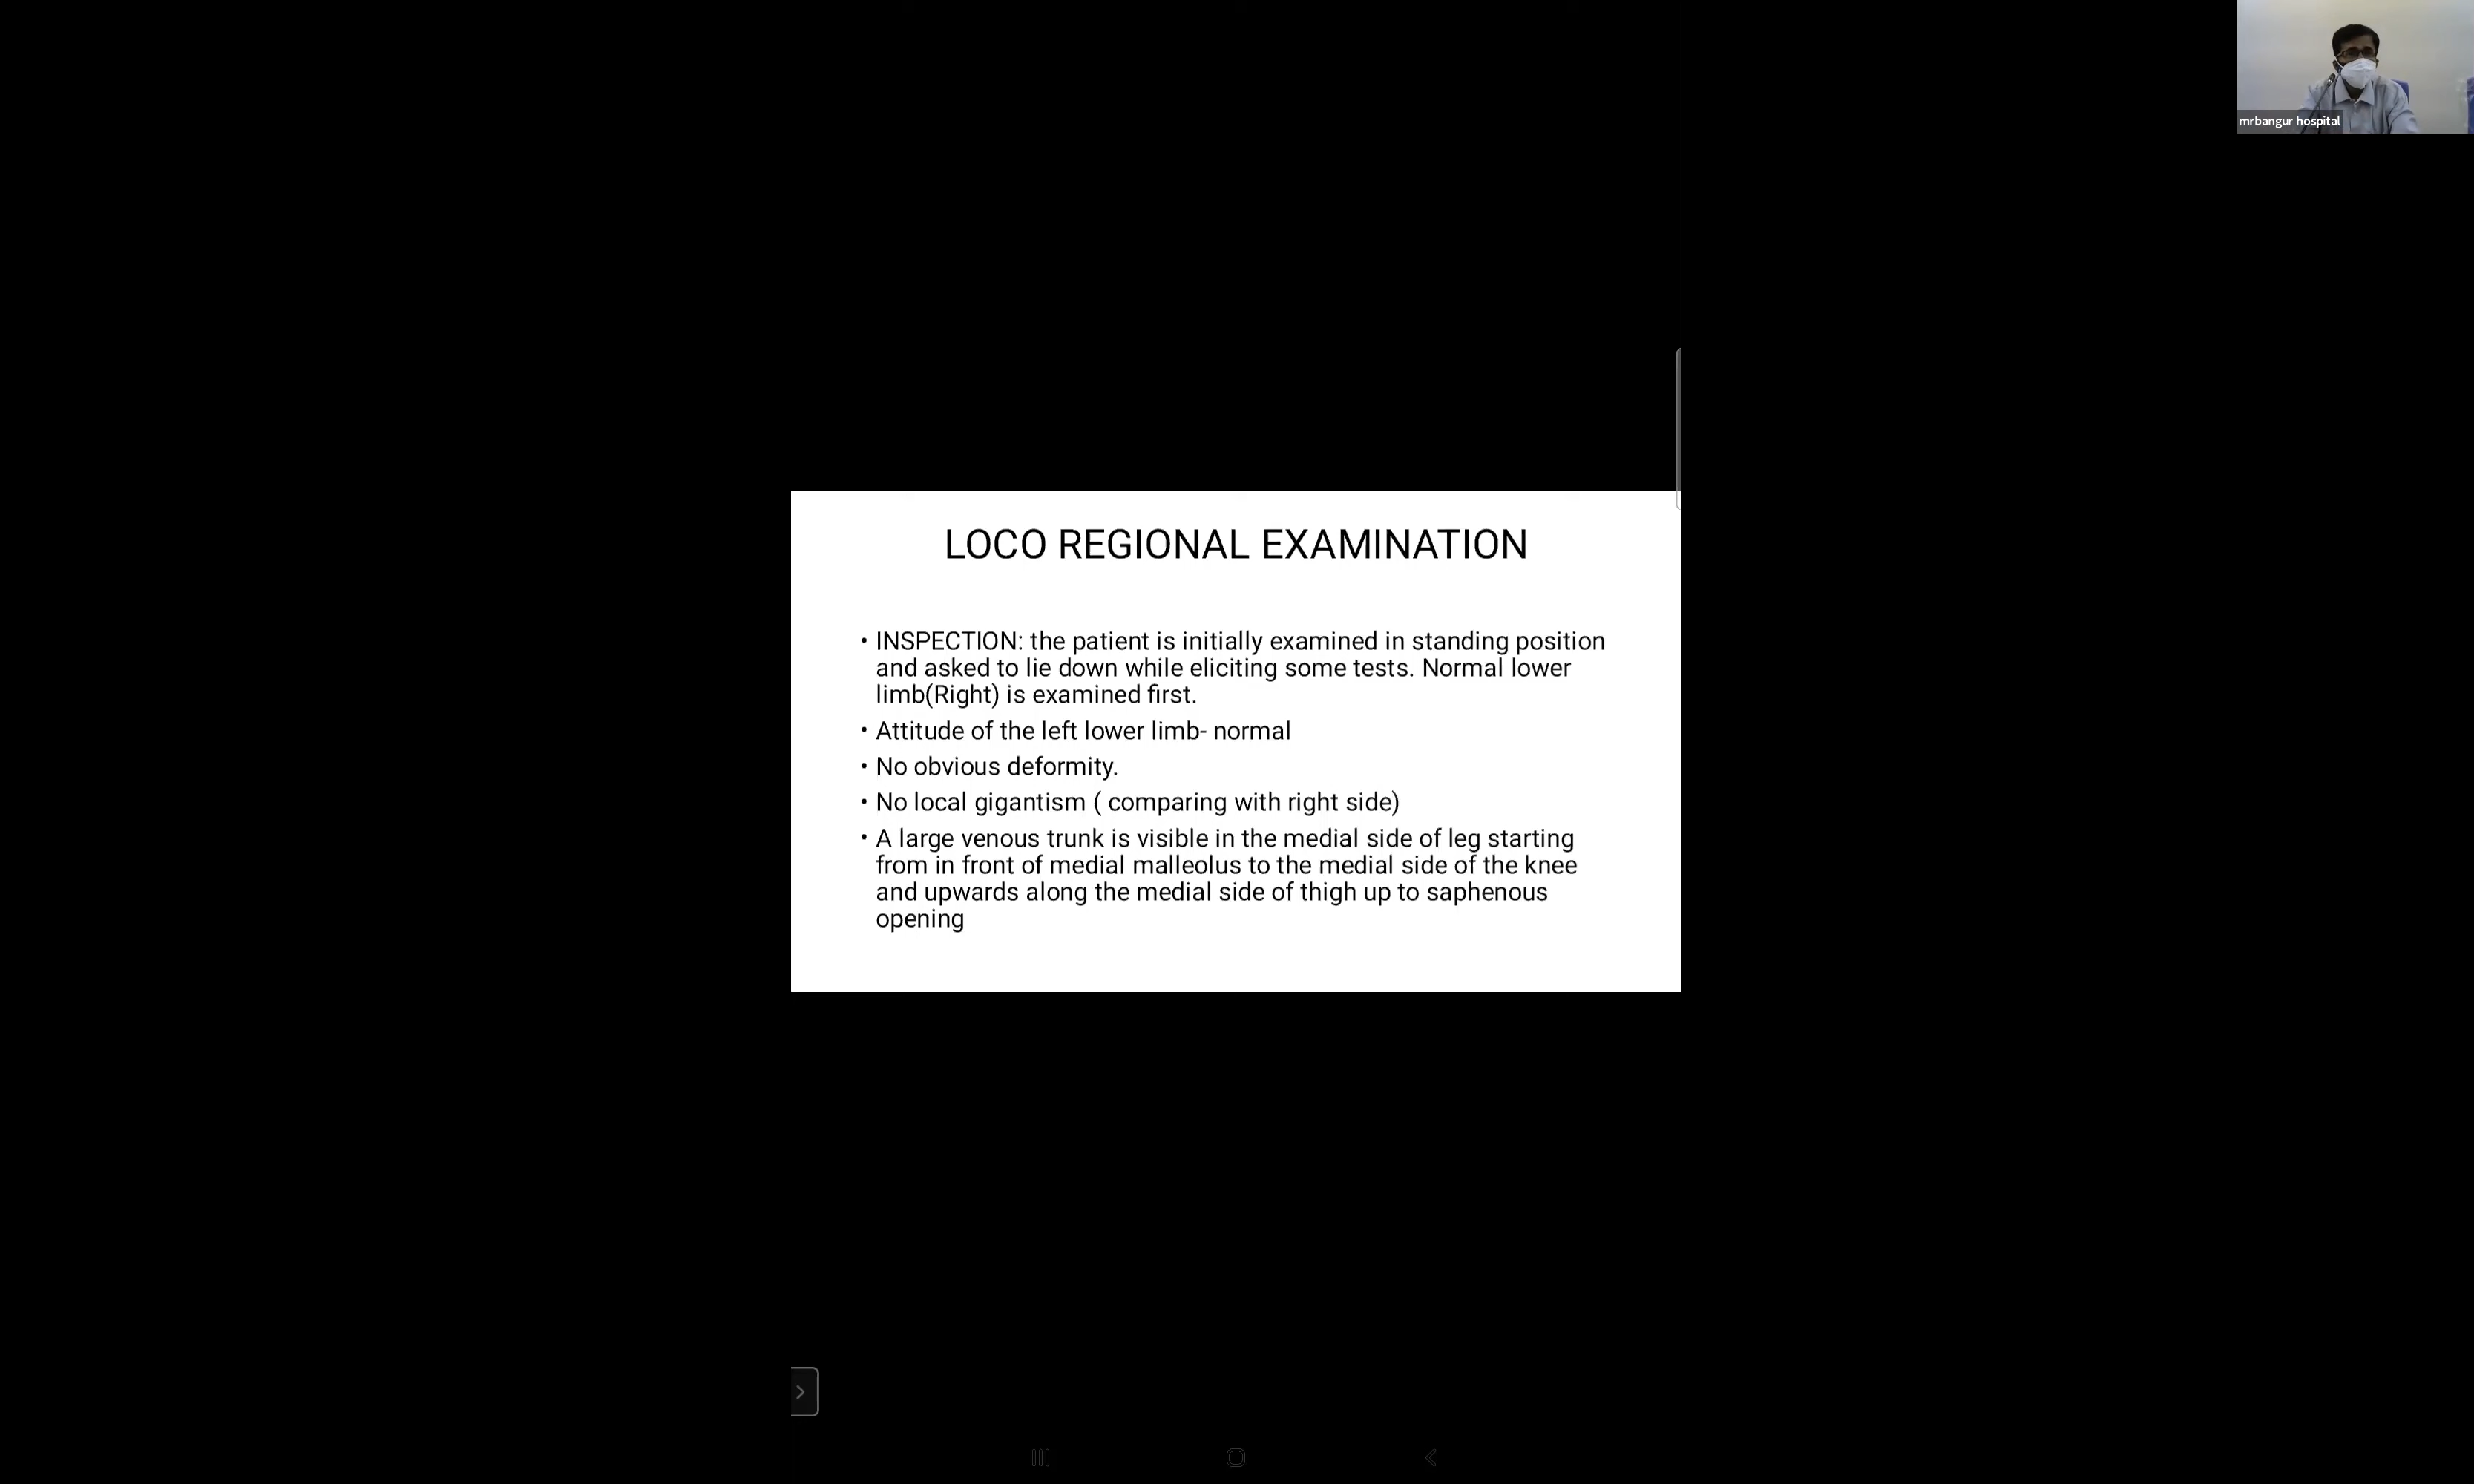 mrbangur hospital
LOCO REGIONAL EXAMINATION
• INSPECTION: the patient is initially examined in standing position
and asked to lie down while eliciting some tests. Normal lower
limb(Right) is examined first.
• Attitude of the left lower limb- normal
• No obvious deformity.
• No local gigantism ( comparing with right side)
• A large venous trunk is visible in the medial side of leg starting
from in front of medial malleolus to the medial side of the knee
and upwards along the medial side of thigh up to saphenous
opening